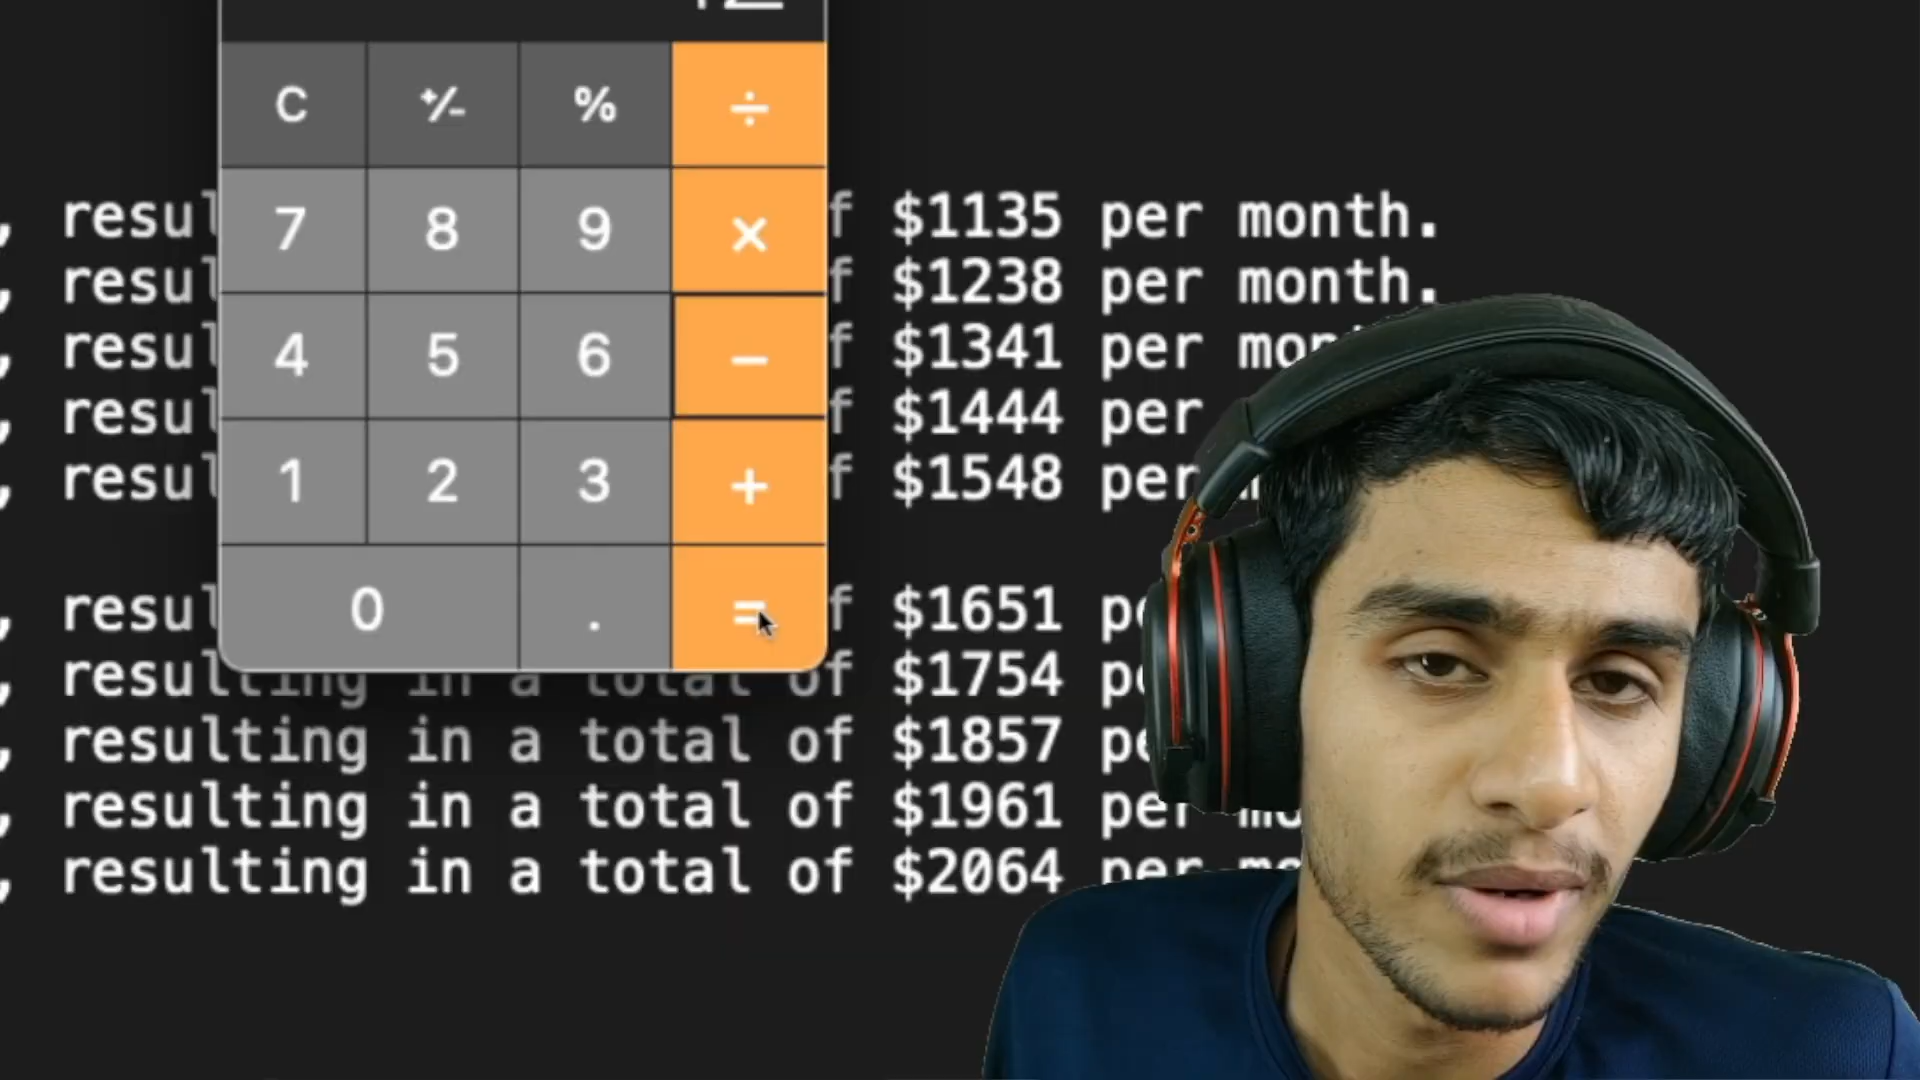 C +/- % ÷
, resul 7 8 9 × f $1135 per month.
, resul f $1238 per month.
, resul 4 5 6 − f $1341 per
, resul f $1444 per
, resul 1 2 3 + f $1548 per
, resul 0 . = f $1651
, resulting in a total of $1754
, resulting in a total of $1857
, resulting in a total of $1961 per
, resulting in a total of $2064 per